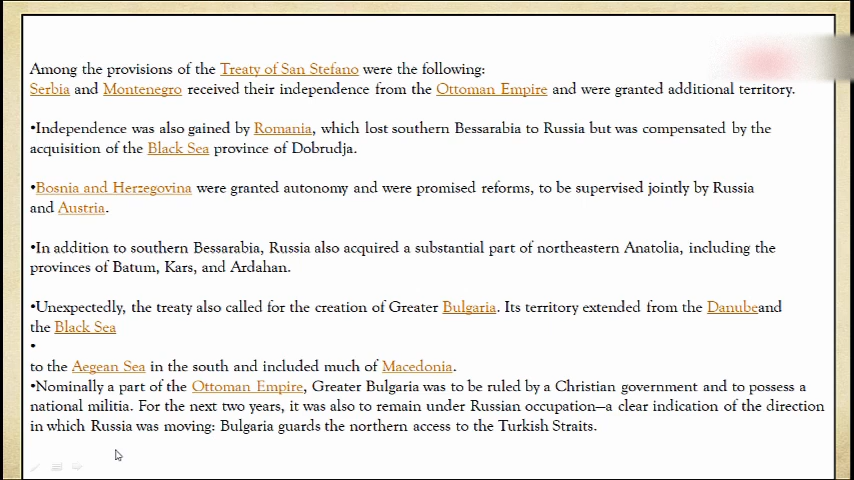 Among the provisions of the Treaty of San Stefano were the following:
Serbia and Montenegro received their independence from the Ottoman Empire and were granted additional territory.
•Independence was also gained by Romania, which lost southern Bessarabia to Russia but was compensated by the
acquisition of the Black Sea province of Dobrudja.
•Bosnia and Herzegovina were granted autonomy and were promised reforms, to be supervised jointly by Russia
and Austria.
•In addition to southern Bessarabia, Russia also acquired a substantial part of northeastern Anatolia, including the
provinces of Batum, Kars, and Ardahan.
•Unexpectedly, the treaty also called for the creation of Greater Bulgaria. Its territory extended from the Danubeand
the Black Sea
•
to the Aegean Sea in the south and included much of Macedonia.
•Nominally a part of the Ottoman Empire, Greater Bulgaria was to be ruled by a Christian government and to possess a
national militia. For the next two years, it was also to remain under Russian occupation—a clear indication of the direction
in which Russia was moving: Bulgaria guards the northern access to the Turkish Straits.